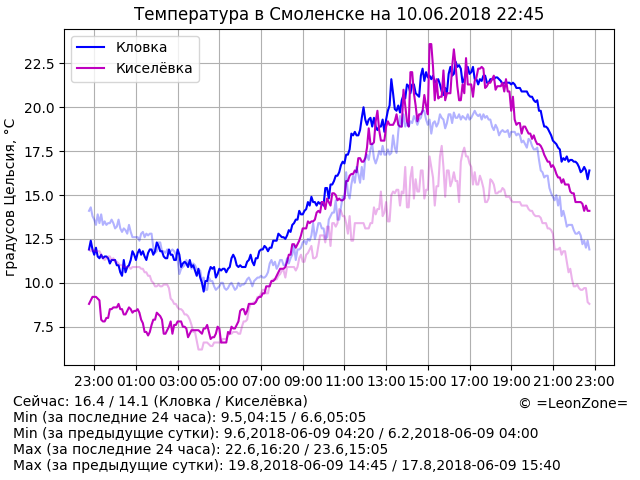 Температура в Смоленске на 10.06.2018 22:45
Кловка
Киселёвка
градусов Цельсия, °C
22.5
20.0
17.5
15.0
12.5
10.0
7.5
23:00 01:00 03:00 05:00 07:00 09:00 11:00 13:00 15:00 17:00 19:00 21:00 23:00
Сейчас: 16.4 / 14.1 (Кловка / Киселёвка)
© =LeonZone=
Min (за последние 24 часа): 9.5,04:15 / 6.6,05:05
Min (за предыдущие сутки): 9.6,2018-06-09 04:20 / 6.2,2018-06-09 04:00
Max (за последние 24 часа): 22.6,16:20 / 23.6,15:05
Max (за предыдущие сутки): 19.8,2018-06-09 14:45 / 17.8,2018-06-09 15:40